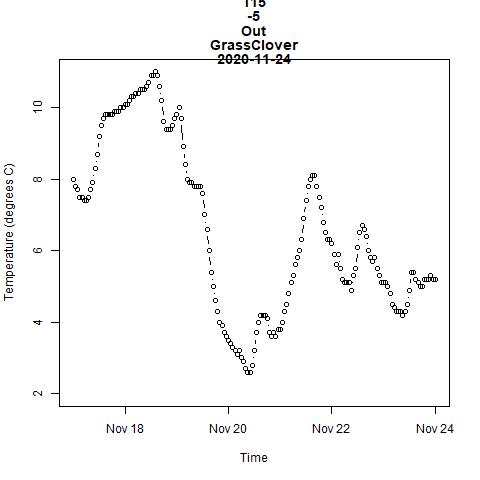 T15
-5
Out
GrassClover
2020-11-24
Temperature (degrees C)
10
8
6
4
2
Nov 18 Nov 20 Nov 22 Nov 24
Time